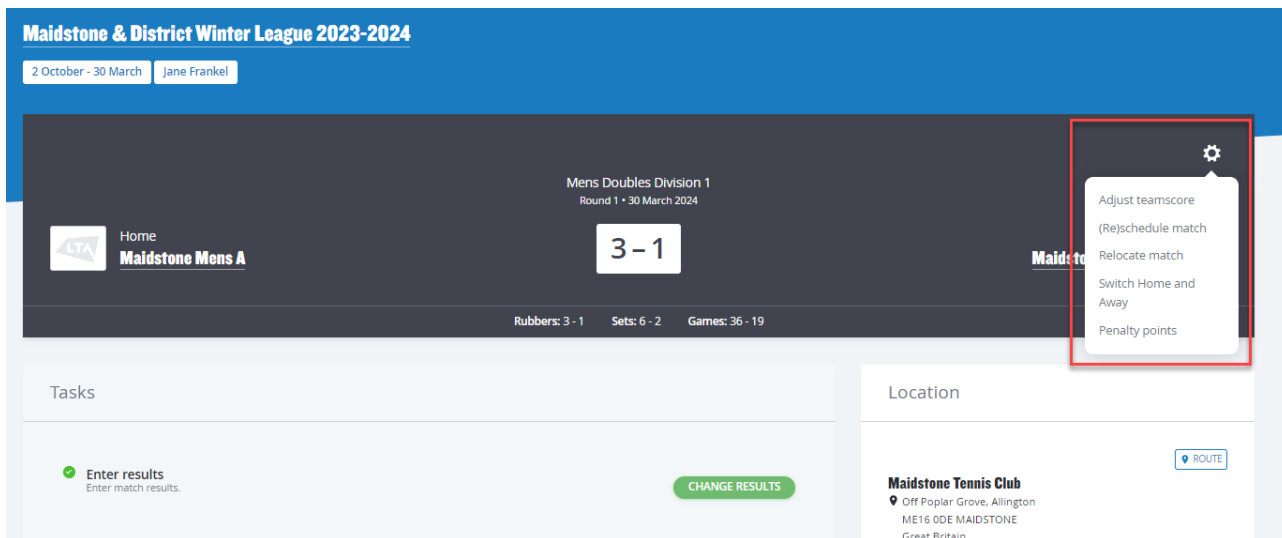 Maidstone & District Winter League 2023-2024
2 October - 30 March
Jane Frankel
Mens Doubles Division 1
Round 1 • 30 March 2024
LTA
Home
Maidstone Mens A
3 – 1
Rubbers: 3 - 1 Sets: 6 - 2 Games: 36 - 19
Adjust teamscore
(Re)schedule match
Relocate match
Switch Home and
Away
Penalty points
Tasks
Enter results
Enter match results.
CHANGE RESULTS
Location
ROUTE
Maidstone Tennis Club
Off Poplar Grove, Allington
ME16 0DE MAIDSTONE
Great Britain